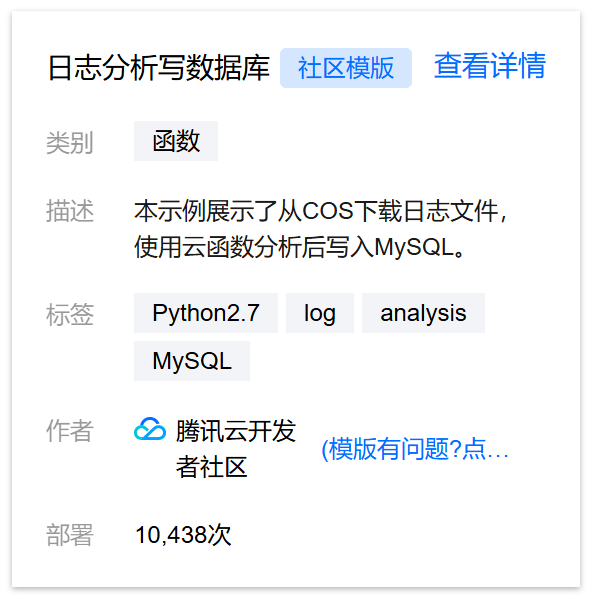 日志分析写数据库 社区模版 查看详情
类别 函数
描述 本示例展示了从COS下载日志文件，
使用云函数分析后写入MySQL。
标签 Python2.7 log analysis
MySQL
作者 腾讯云开发
者社区 (模版有问题?点…
部署 10,438次